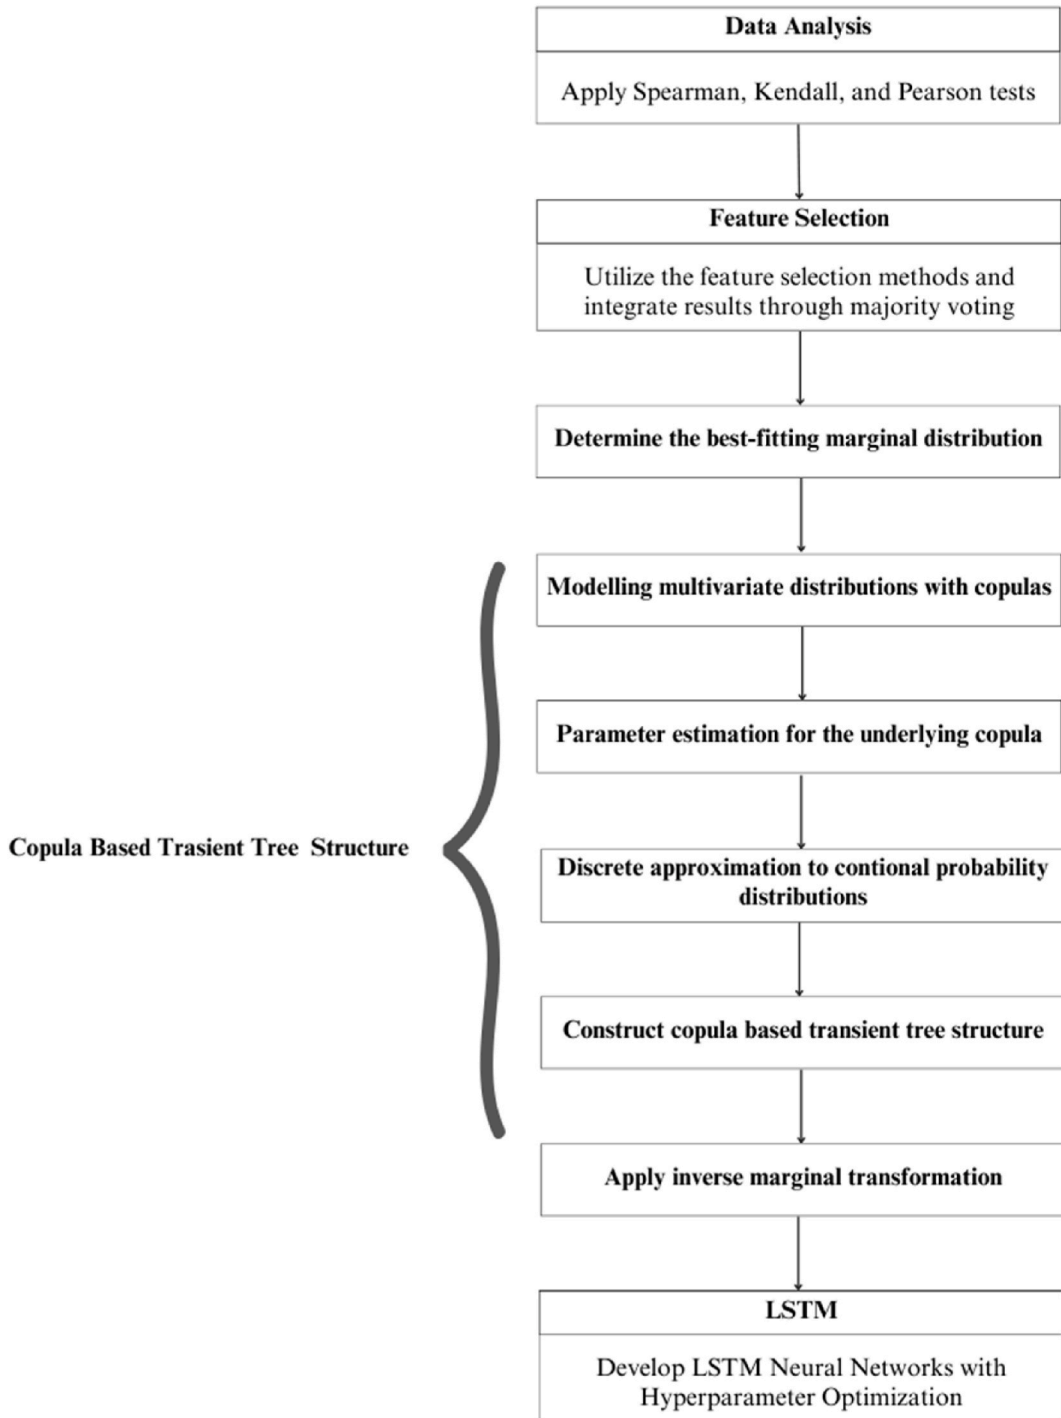 Data Analysis
Apply Spearman, Kendall, and Pearson tests
Feature Selection
Utilize the feature selection methods and
integrate results through majority voting
Determine the best-fitting marginal distribution
Modelling multivariate distributions with copulas
Parameter estimation for the underlying copula
Copula Based Trasient Tree Structure
Discrete approximation to contional probability
distributions
Construct copula based transient tree structure
Apply inverse marginal transformation
LSTM
Develop LSTM Neural Networks with
Hyperparameter Optimization